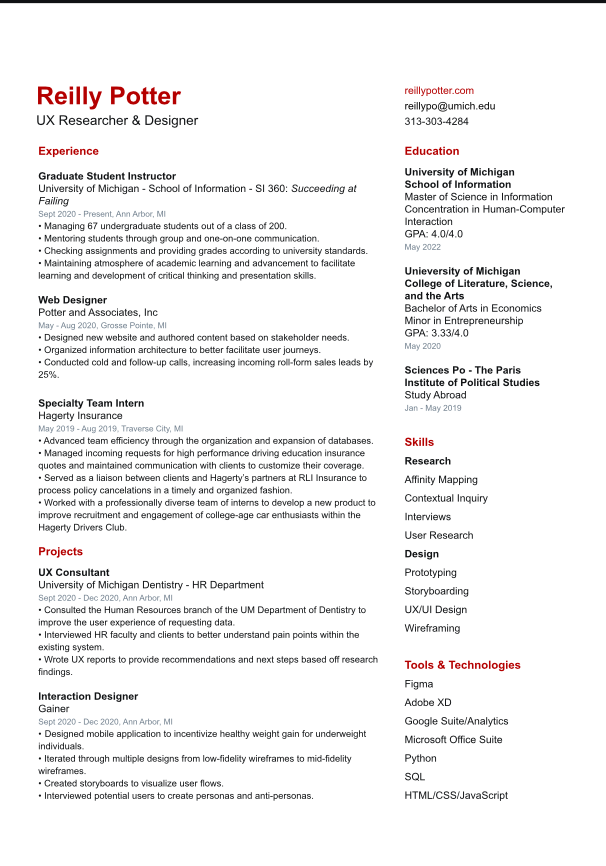 Reilly Potter
UX Researcher & Designer
Experience
Graduate Student Instructor
University of Michigan - School of Information - SI 360: Succeeding at
Failing
Sept 2020 - Present, Ann Arbor, MI
• Managing 67 undergraduate students out of a class of 200.
• Mentoring students through group and one-on-one communication.
• Checking assignments and providing grades according to university standards.
• Maintaining atmosphere of academic learning and advancement to facilitate
learning and development of critical thinking and presentation skills.
Web Designer
Potter and Associates, Inc
May - Aug 2020, Grosse Pointe, MI
• Designed new website and authored content based on stakeholder needs.
• Organized information architecture to better facilitate user journeys.
• Conducted cold and follow-up calls, increasing incoming roll-form sales leads by
25%.
Specialty Team Intern
Hagerty Insurance
May 2019 - Aug 2019, Traverse City, MI
• Advanced team efficiency through the organization and expansion of databases.
• Managed incoming requests for high performance driving education insurance
quotes and maintained communication with clients to customize their coverage.
• Served as a liaison between clients and Hagerty's partners at RLI Insurance to
process policy cancelations in a timely and organized fashion.
• Worked with a professionally diverse team of interns to develop a new product to
improve recruitment and engagement of college-age car enthusiasts within the
Hagerty Drivers Club.
Projects
UX Consultant
University of Michigan Dentistry - HR Department
Sept 2020 - Dec 2020, Ann Arbor, MI
• Consulted the Human Resources branch of the UM Department of Dentistry to
improve the user experience of requesting data.
• Interviewed HR faculty and clients to better understand pain points within the
existing system.
• Wrote UX reports to provide recommendations and next steps based off research
findings.
Interaction Designer
Gainer
Sept 2020 - Dec 2020, Ann Arbor, MI
• Designed mobile application to incentivize healthy weight gain for underweight
individuals.
• Iterated through multiple designs from low-fidelity wireframes to mid-fidelity
wireframes.
• Created storyboards to visualize user flows.
• Interviewed potential users to create personas and anti-personas.
reillypotter.com
reillypo@umich.edu
313-303-4284
Education
University of Michigan
School of Information
Master of Science in Information
Concentration in Human-Computer
Interaction
GPA: 4.0/4.0
May 2022
Unieversity of Michigan
College of Literature, Science,
and the Arts
Bachelor of Arts in Economics
Minor in Entrepreneurship
GPA: 3.33/4.0
May 2020
Sciences Po - The Paris
Institute of Political Studies
Study Abroad
Jan - May 2019
Skills
Research
Affinity Mapping
Contextual Inquiry
Interviews
User Research
Design
Prototyping
Storyboarding
UX/UI Design
Wireframing
Tools & Technologies
Figma
Adobe XD
Google Suite/Analytics
Microsoft Office Suite
Python
SQL
HTML/CSS/JavaScript